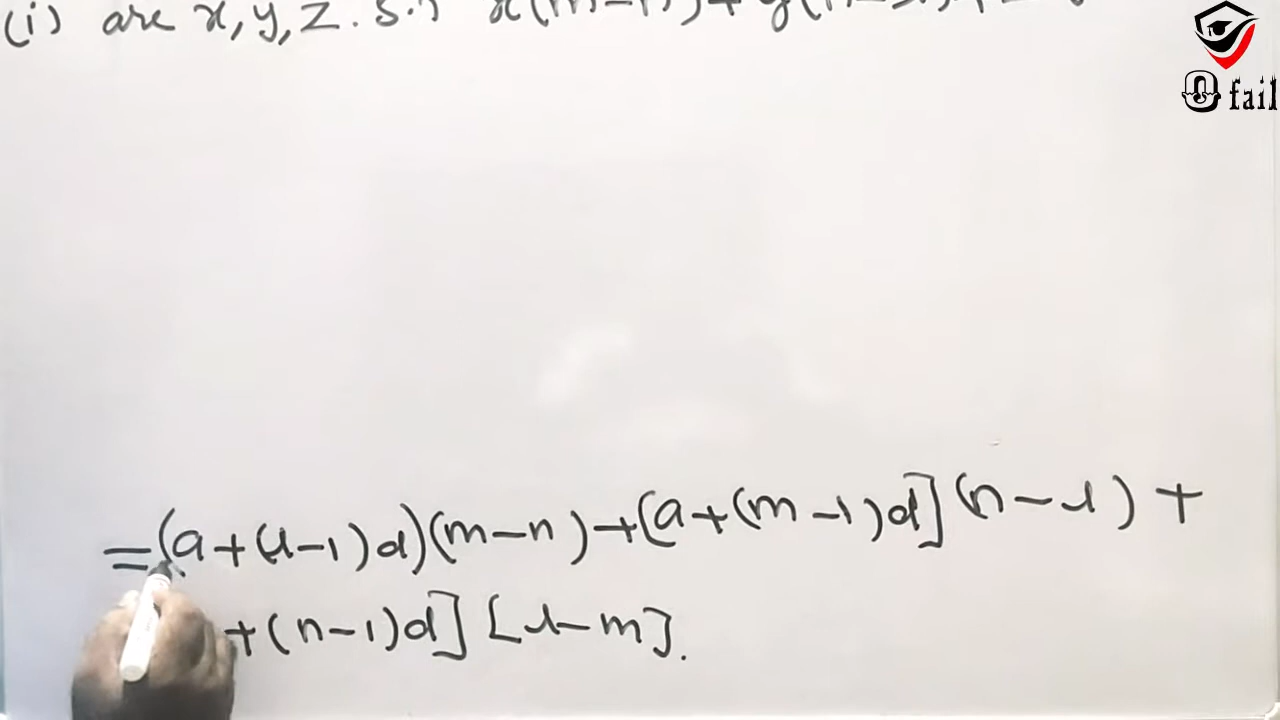 (i) are x, y, z. S.T x(m-n)+y(n-
0 fail
=(a+(l-1)d)(m-n)+[a+(m-1)d](n-l)+
+(n-1)d][l-m].